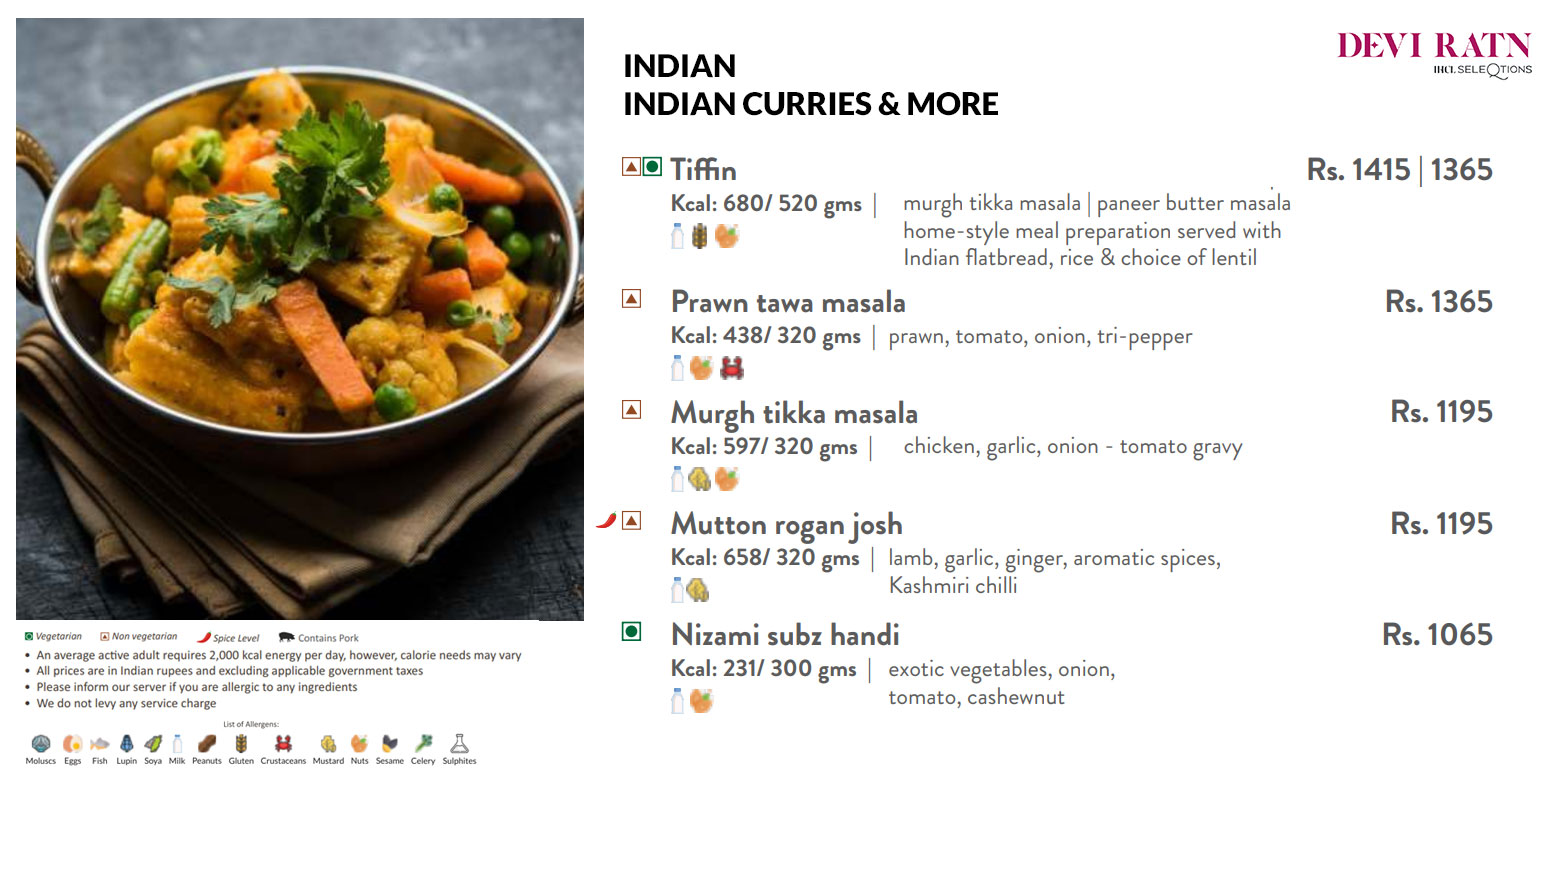 DEVI RATN
IHCL SELEQTIONS
INDIAN
INDIAN CURRIES & MORE
Tiffin Rs. 1415 | 1365
Kcal: 680/ 520 gms | murgh tikka masala | paneer butter masala
home-style meal preparation served with
Indian flatbread, rice & choice of lentil
Prawn tawa masala Rs. 1365
Kcal: 438/ 320 gms | prawn, tomato, onion, tri-pepper
Murgh tikka masala Rs. 1195
Kcal: 597/ 320 gms | chicken, garlic, onion - tomato gravy
Mutton rogan josh Rs. 1195
Kcal: 658/ 320 gms | lamb, garlic, ginger, aromatic spices,
Kashmiri chilli
Nizami subz handi Rs. 1065
Kcal: 231/ 300 gms | exotic vegetables, onion,
tomato, cashewnut
Vegetarian Non vegetarian Spice Level Contains Pork
• An average active adult requires 2,000 kcal energy per day, however, calorie needs may vary
• All prices are in Indian rupees and excluding applicable government taxes
• Please inform our server if you are allergic to any ingredients
• We do not levy any service charge
List of Allergens:
Moluscs Eggs Fish Lupin Soya Milk Peanuts Gluten Crustaceans Mustard Nuts Sesame Celery Sulphites